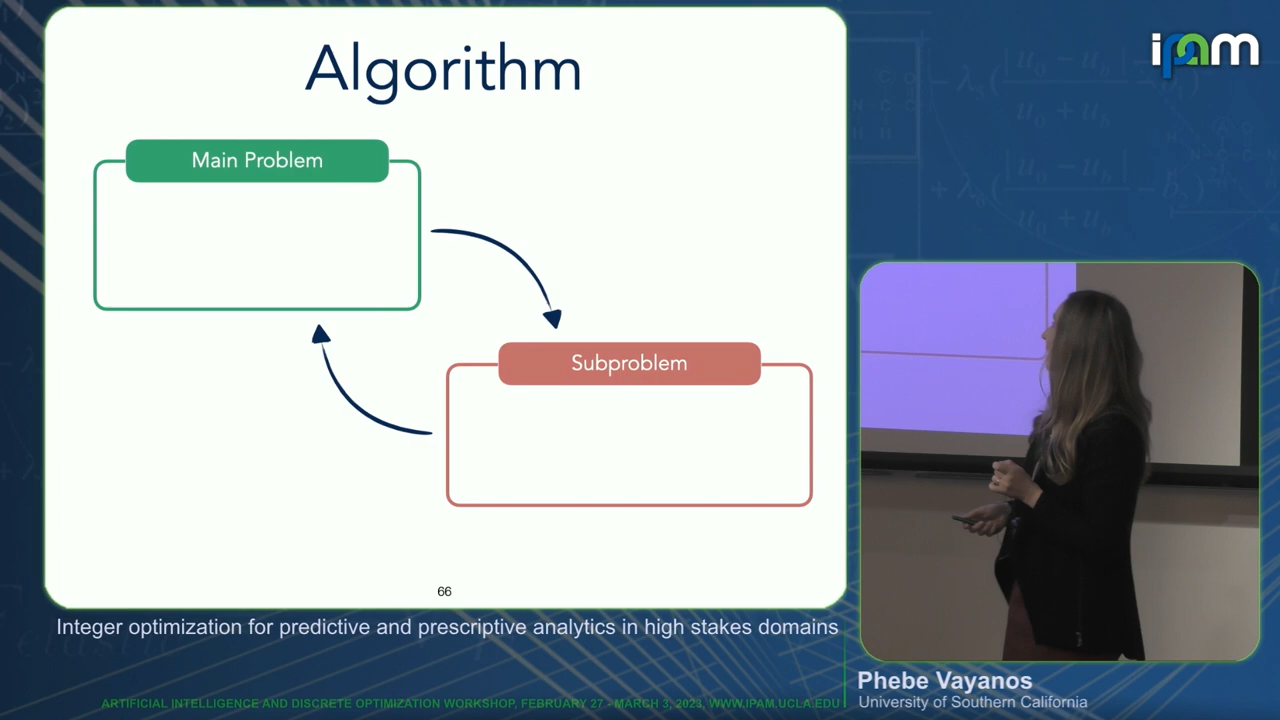 Algorithm
Main Problem
Subproblem
66
ipam
Integer optimization for predictive and prescriptive analytics in high stakes domains
Phebe Vayanos
University of Southern California
ARTIFICIAL INTELLIGENCE AND DISCRETE OPTIMIZATION WORKSHOP, FEBRUARY 27 - MARCH 3, 2023, WWW.IPAM.UCLA.EDU